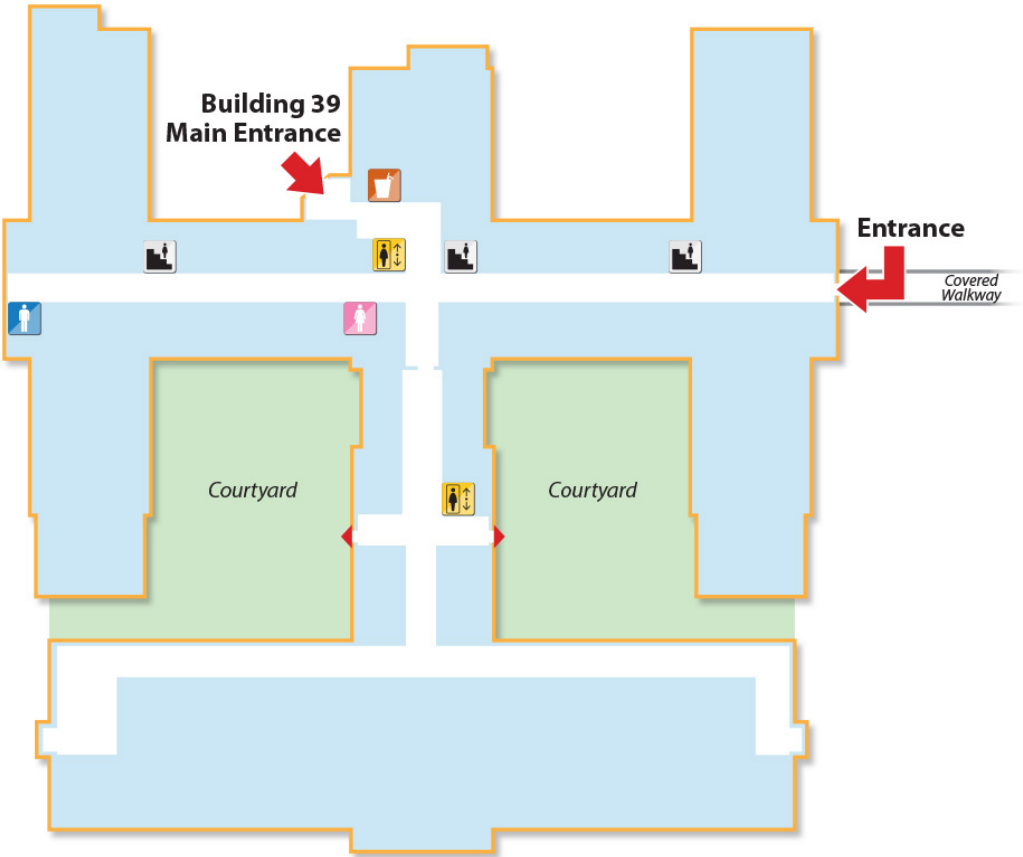 Building 39
Main Entrance
Entrance
Covered
Walkway
Courtyard
Courtyard